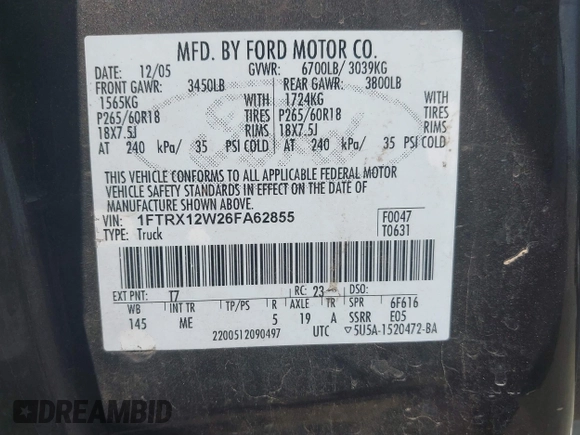 MFD. BY FORD MOTOR CO.
DATE: 12/05 GVWR: 6700LB/ 3039KG
FRONT GAWR: 3450LB REAR GAWR: 3800LB
1565KG WITH 1724KG WITH
P265/60R18 TIRES P265/60R18 TIRES
18X7.5J RIMS 18X7.5J RIMS
AT 240 kPa/ 35 PSI COLD AT 240 kPa/ 35 PSI COLD
THIS VEHICLE CONFORMS TO ALL APPLICABLE FEDERAL MOTOR
VEHICLE SAFETY STANDARDS IN EFFECT ON THE DATE OF
MANUFACTURE SHOWN ABOVE.
VIN: 1FTRX12W26FA62855 F0047
TYPE: Truck T0631
EXT PNT: T7 RC: 23 DSO:
WB INT TR TP/PS R AXLE TR SPR 6F616
145 ME 5 19 A SSRR E05
2200512090497 UTC 5U5A-1520472-BA
Ford
DREAMBID